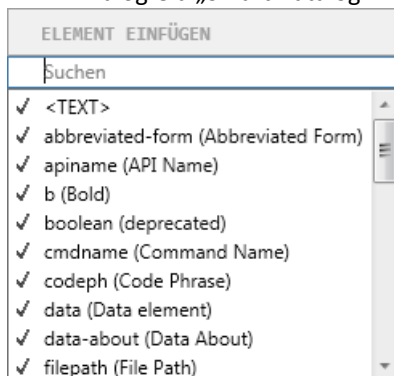 ELEMENT EINFÜGEN
Suchen
✓ <TEXT>
✓ abbreviated-form (Abbreviated Form)
✓ apiname (API Name)
✓ b (Bold)
✓ boolean (deprecated)
✓ cmdname (Command Name)
✓ codeph (Code Phrase)
✓ data (Data element)
✓ data-about (Data About)
✓ filepath (File Path)